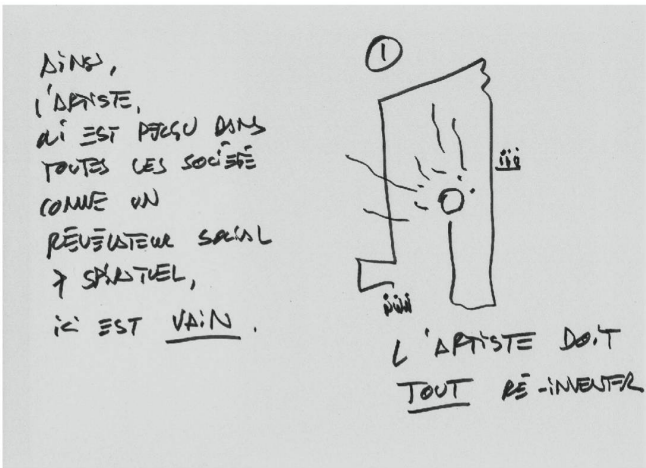 AINSI,
L'ARTISTE,
QUI EST PERÇU DANS
TOUTES LES SOCIÉTÉ
COMME UN
RÉVÉLATEUR SOCIAL
& SPIRITUEL,
ICI EST VAIN.
1
L'ARTISTE DOIT
TOUT RÉ-INVENTER